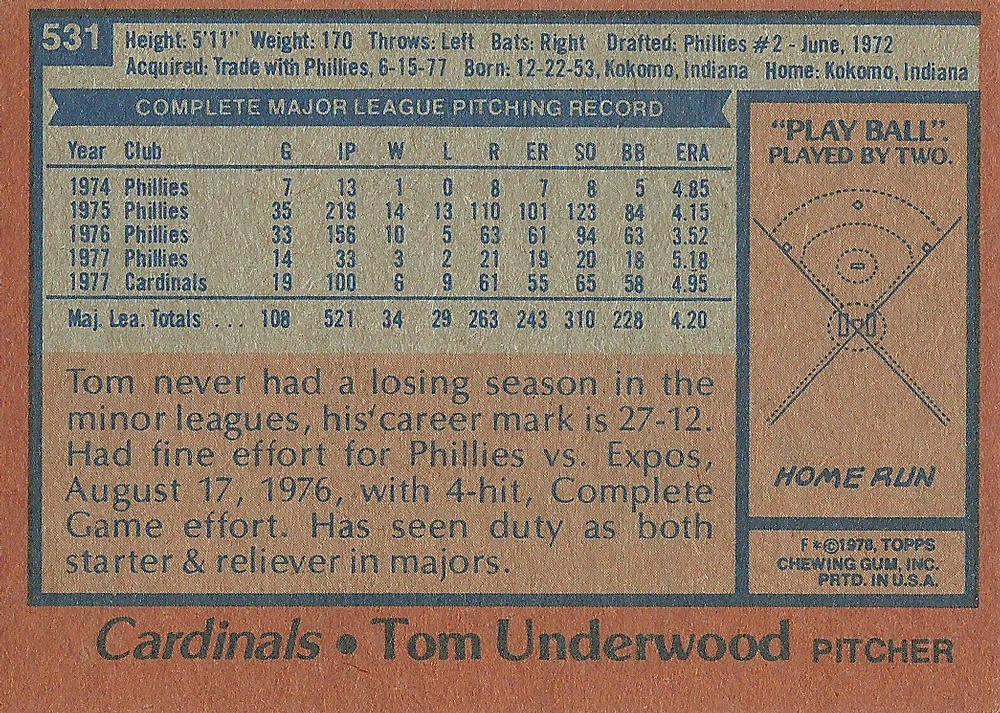 531
Height: 5'11" Weight: 170 Throws: Left Bats: Right Drafted: Phillies #2 - June, 1972
Acquired: Trade with Phillies, 6-15-77 Born: 12-22-53, Kokomo, Indiana Home: Kokomo, Indiana
COMPLETE MAJOR LEAGUE PITCHING RECORD
Year Club G IP W L R ER SO BB ERA
1974 Phillies 7 13 1 0 8 7 8 5 4.85
1975 Phillies 35 219 14 13 110 101 123 84 4.15
1976 Phillies 33 156 10 5 63 61 94 63 3.52
1977 Phillies 14 33 3 2 21 19 20 18 5.18
1977 Cardinals 19 100 6 9 61 55 65 58 4.95
Maj. Lea. Totals ... 108 521 34 29 263 243 310 228 4.20
Tom never had a losing season in the
minor leagues, his career mark is 27-12.
Had fine effort for Phillies vs. Expos,
August 17, 1976, with 4-hit, Complete
Game effort. Has seen duty as both
starter & reliever in majors.
"PLAY BALL".
PLAYED BY TWO.
HOME RUN
F*©1978, TOPPS
CHEWING GUM, INC.
PRTD. IN U.S.A.
Cardinals • Tom Underwood PITCHER